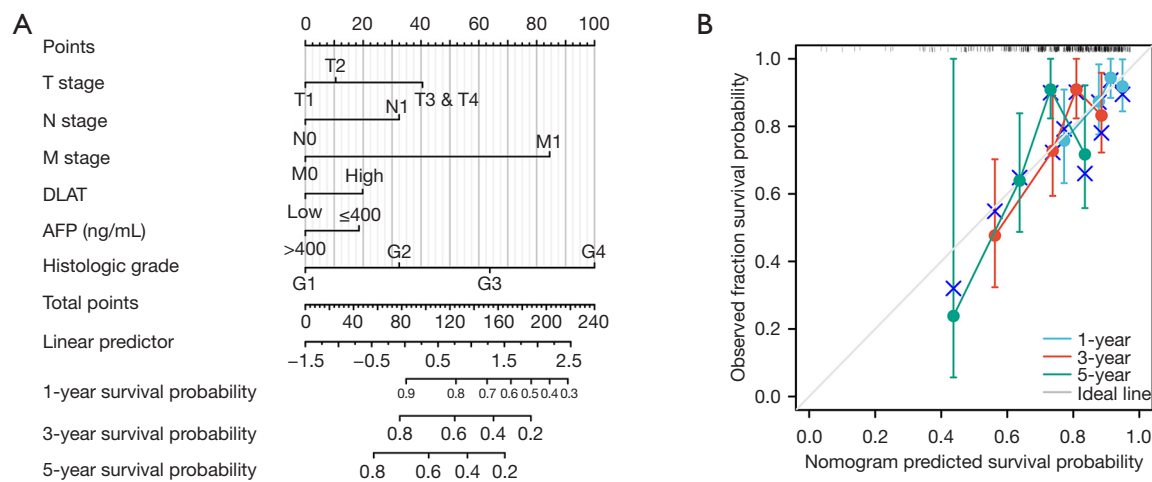 A
Points
0 20 40 60 80 100
T stage
T2
T1
T3 & T4
N stage
N1
N0
M stage
M1
M0
DLAT
High
Low
AFP (ng/mL)
≤400
>400
Histologic grade
G2 G4
G1 G3
Total points
0 40 80 120 160 200 240
Linear predictor
−1.5 −0.5 0.5 1.5 2.5
1-year survival probability
0.9 0.8 0.7 0.6 0.5 0.4 0.3
3-year survival probability
0.8 0.6 0.4 0.2
5-year survival probability
0.8 0.6 0.4 0.2
B
Observed fraction survival probability
1.0
0.8
0.6
0.4
0.2
0.0
1-year
3-year
5-year
Ideal line
0.0 0.2 0.4 0.6 0.8 1.0
Nomogram predicted survival probability